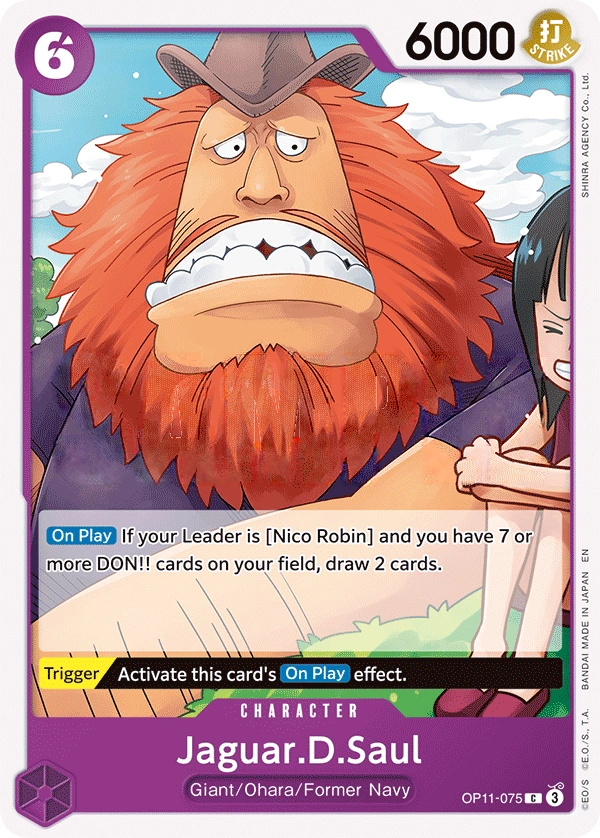 6
6000
打
STRIKE
SHINRA AGENCY Co., Ltd.
On Play If your Leader is [Nico Robin] and you have 7 or
more DON!! cards on your field, draw 2 cards.
Trigger Activate this card's On Play effect.
CHARACTER
Jaguar.D.Saul
Giant/Ohara/Former Navy
OP11-075 C 3
©E.O/S ©E.O./S., T.A. BANDAI MADE IN JAPAN EN